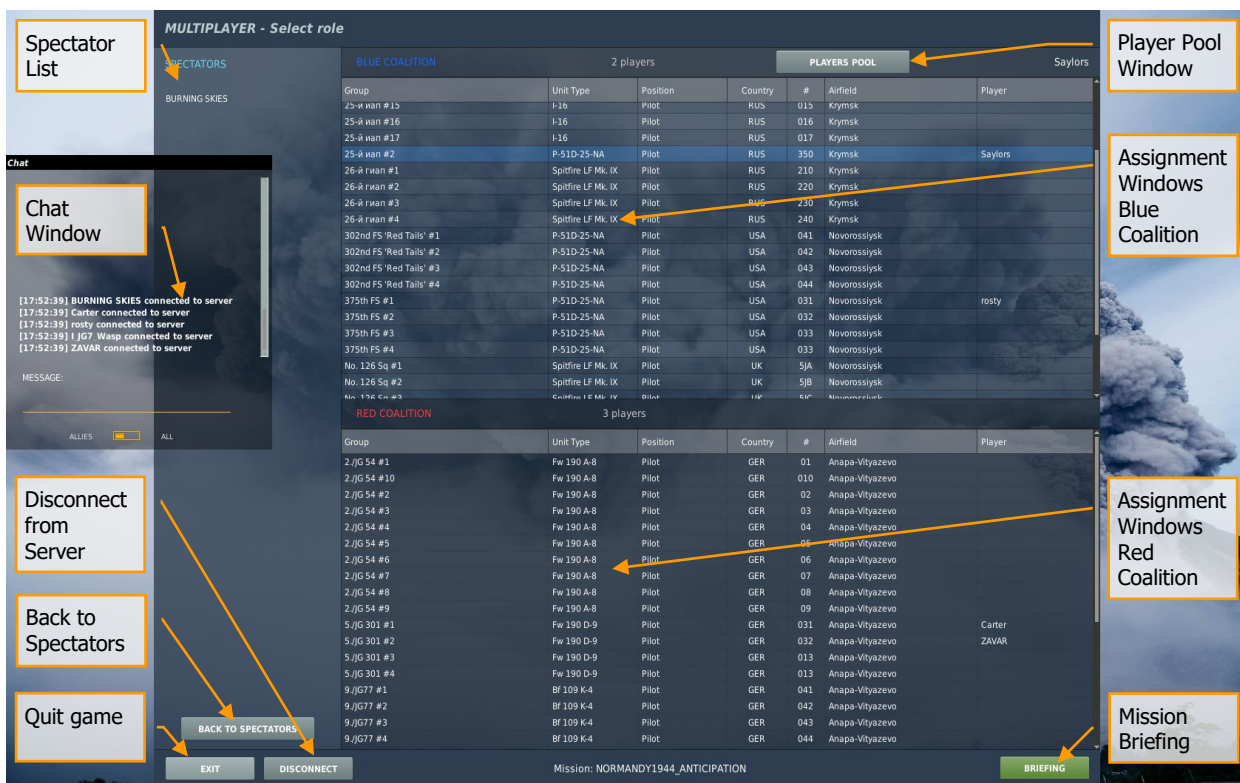 MULTIPLAYER - Select role
Spectator
List
SPECTATORS
BURNING SKIES
BLUE COALITION 2 players PLAYERS POOL Saylors
Player Pool
Window
Group Unit Type Position Country # Airfield Player
25-й иап #15 I-16 Pilot RUS 015 Krymsk
25-й иап #16 I-16 Pilot RUS 016 Krymsk
25-й иап #17 I-16 Pilot RUS 017 Krymsk
25-й иап #2 P-51D-25-NA Pilot RUS 350 Krymsk Saylors
26-й гиап #1 Spitfire LF Mk. IX Pilot RUS 210 Krymsk
26-й гиап #2 Spitfire LF Mk. IX Pilot RUS 220 Krymsk
26-й гиап #3 Spitfire LF Mk. IX Pilot RUS 230 Krymsk
26-й гиап #4 Spitfire LF Mk. IX Pilot RUS 240 Krymsk
302nd FS 'Red Tails' #1 P-51D-25-NA Pilot USA 041 Novorossiysk
302nd FS 'Red Tails' #2 P-51D-25-NA Pilot USA 042 Novorossiysk
302nd FS 'Red Tails' #3 P-51D-25-NA Pilot USA 043 Novorossiysk
302nd FS 'Red Tails' #4 P-51D-25-NA Pilot USA 044 Novorossiysk
375th FS #1 P-51D-25-NA Pilot USA 031 Novorossiysk rosty
375th FS #2 P-51D-25-NA Pilot USA 032 Novorossiysk
375th FS #3 P-51D-25-NA Pilot USA 033 Novorossiysk
375th FS #4 P-51D-25-NA Pilot USA 033 Novorossiysk
No. 126 Sq #1 Spitfire LF Mk. IX Pilot UK 5JA Novorossiysk
No. 126 Sq #2 Spitfire LF Mk. IX Pilot UK 5JB Novorossiysk
No. 126 Sq #3 Spitfire LF Mk. IX Pilot UK 5JC Novorossiysk
Assignment
Windows
Blue
Coalition
Chat
Chat
Window
[17:52:39] BURNING SKIES connected to server
[17:52:39] Carter connected to server
[17:52:39] rosty connected to server
[17:52:39] I_JG7_Wasp connected to server
[17:52:39] ZAVAR connected to server
MESSAGE:
ALLIES ALL
RED COALITION 3 players
Group Unit Type Position Country # Airfield Player
2./JG 54 #1 Fw 190 A-8 Pilot GER 01 Anapa-Vityazevo
2./JG 54 #10 Fw 190 A-8 Pilot GER 010 Anapa-Vityazevo
2./JG 54 #2 Fw 190 A-8 Pilot GER 02 Anapa-Vityazevo
2./JG 54 #3 Fw 190 A-8 Pilot GER 03 Anapa-Vityazevo
2./JG 54 #4 Fw 190 A-8 Pilot GER 04 Anapa-Vityazevo
2./JG 54 #5 Fw 190 A-8 Pilot GER 05 Anapa-Vityazevo
2./JG 54 #6 Fw 190 A-8 Pilot GER 06 Anapa-Vityazevo
2./JG 54 #7 Fw 190 A-8 Pilot GER 07 Anapa-Vityazevo
2./JG 54 #8 Fw 190 A-8 Pilot GER 08 Anapa-Vityazevo
2./JG 54 #9 Fw 190 A-8 Pilot GER 09 Anapa-Vityazevo
5./JG 301 #1 Fw 190 D-9 Pilot GER 031 Anapa-Vityazevo Carter
5./JG 301 #2 Fw 190 D-9 Pilot GER 032 Anapa-Vityazevo ZAVAR
5./JG 301 #3 Fw 190 D-9 Pilot GER 013 Anapa-Vityazevo
5./JG 301 #4 Fw 190 D-9 Pilot GER 013 Anapa-Vityazevo
9./JG77 #1 Bf 109 K-4 Pilot GER 041 Anapa-Vityazevo
9./JG77 #2 Bf 109 K-4 Pilot GER 042 Anapa-Vityazevo
9./JG77 #3 Bf 109 K-4 Pilot GER 043 Anapa-Vityazevo
9./JG77 #4 Bf 109 K-4 Pilot GER 044 Anapa-Vityazevo
Assignment
Windows
Red
Coalition
Disconnect
from
Server
Back to
Spectators
Quit game
Mission
Briefing
BACK TO SPECTATORS
EXIT DISCONNECT Mission: NORMANDY1944_ANTICIPATION BRIEFING